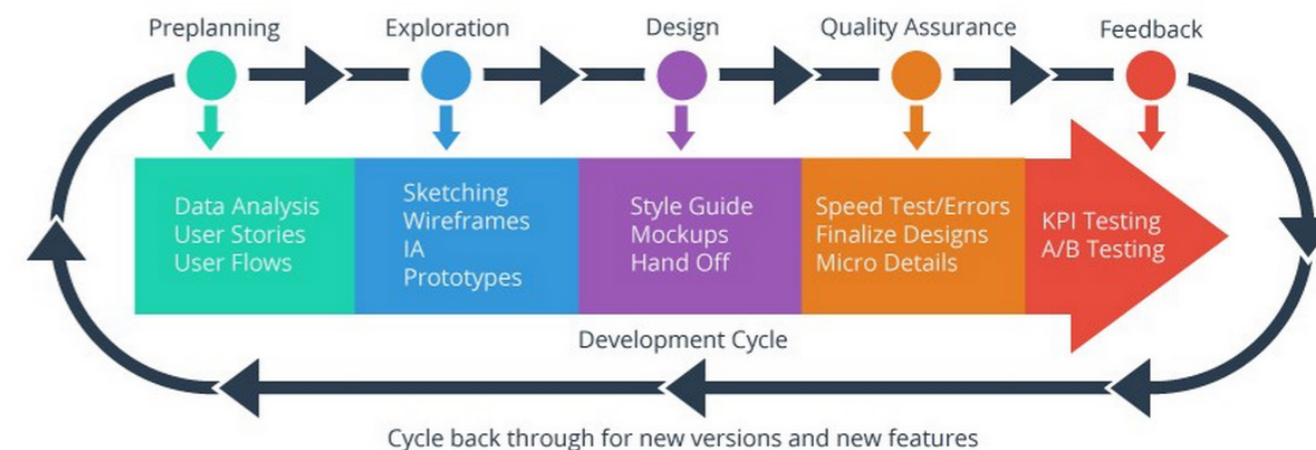 Preplanning
Exploration
Design
Quality Assurance
Feedback
Data Analysis
User Stories
User Flows
Sketching
Wireframes
IA
Prototypes
Style Guide
Mockups
Hand Off
Speed Test/Errors
Finalize Designs
Micro Details
KPI Testing
A/B Testing
Development Cycle
Cycle back through for new versions and new features